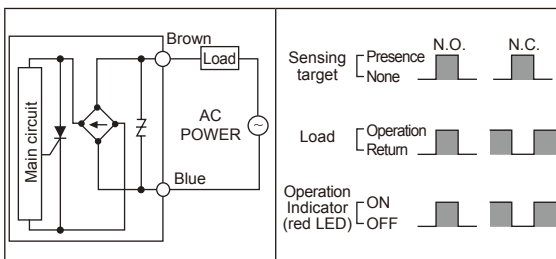 Brown
Load
Main circuit
AC
POWER
~
Blue
N.O. N.C.
Sensing
target
Presence
None
Load
Operation
Return
Operation
Indicator
(red LED)
ON
OFF